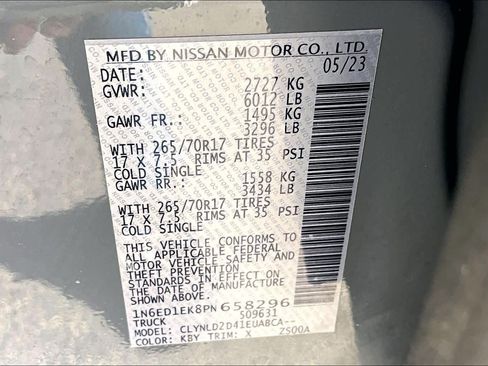 MFD BY NISSAN MOTOR CO., LTD.
DATE: 05/23
GVWR: 2727 KG
6012 LB
GAWR FR.: 1495 KG
3296 LB
WITH 265/70R17 TIRES
17 X 7.5 RIMS AT 35 PSI
COLD SINGLE
GAWR RR.: 1558 KG
3434 LB
WITH 265/70R17 TIRES
17 X 7.5 RIMS AT 35 PSI
COLD SINGLE
THIS VEHICLE CONFORMS TO
ALL APPLICABLE FEDERAL
MOTOR VEHICLE SAFETY AND
THEFT PREVENTION
STANDARDS IN EFFECT ON
THE DATE OF MANUFACTURE
1N6ED1EK8PN658296
TRUCK 509631
MODEL: CLYNLD2D41EUABCA--
COLOR: KBY TRIM: X ZS00A